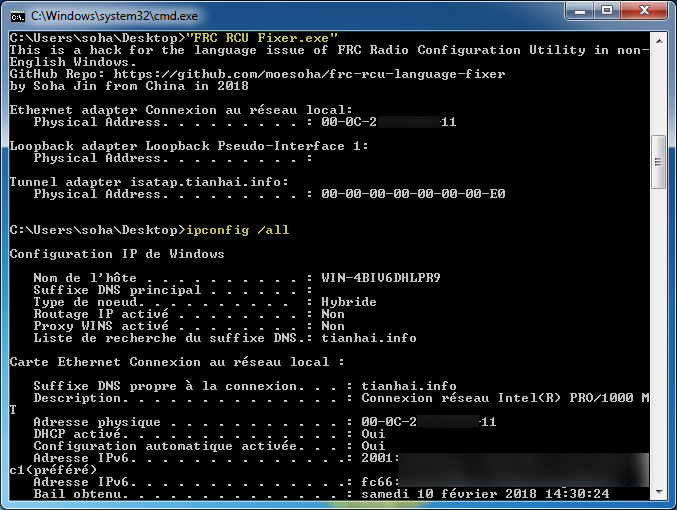 C:\Windows\system32\cmd.exe
C:\Users\soha\Desktop>"FRC RCU Fixer.exe"
This is a hack for the language issue of FRC Radio Configuration Utility in non-
English Windows.
GitHub Repo: https://github.com/moesoha/frc-rcu-language-fixer
by Soha Jin from China in 2018
Ethernet adapter Connexion au réseau local:
Physical Address. . . . . . . . . : 00-0C-2 -11
Loopback adapter Loopback Pseudo-Interface 1:
Physical Address. . . . . . . . . :
Tunnel adapter isatap.tianhai.info:
Physical Address. . . . . . . . . : 00-00-00-00-00-00-00-E0
C:\Users\soha\Desktop>ipconfig /all
Configuration IP de Windows
Nom de l'hôte . . . . . . . . . . : WIN-4BIV6DHLPR9
Suffixe DNS principal . . . . . . :
Type de noeud. . . . . . . . . . : Hybride
Routage IP activé . . . . . . . . : Non
Proxy WINS activé . . . . . . . . : Non
Liste de recherche du suffixe DNS.: tianhai.info
Carte Ethernet Connexion au réseau local :
Suffixe DNS propre à la connexion. . . : tianhai.info
Description. . . . . . . . . . . . . . : Connexion réseau Intel(R) PRO/1000 M
T
Adresse physique . . . . . . . . . . . : 00-0C-2 -11
DHCP activé. . . . . . . . . . . . . . : Oui
Configuration automatique activée. . . : Oui
Adresse IPv6. . . . . . . . . . . . . .: 2001:
c1(préféré)
Adresse IPv6. . . . . . . . . . . . . .: fc66:
Bail obtenu. . . . . . . . . . . . . . : samedi 10 février 2018 14:30:24